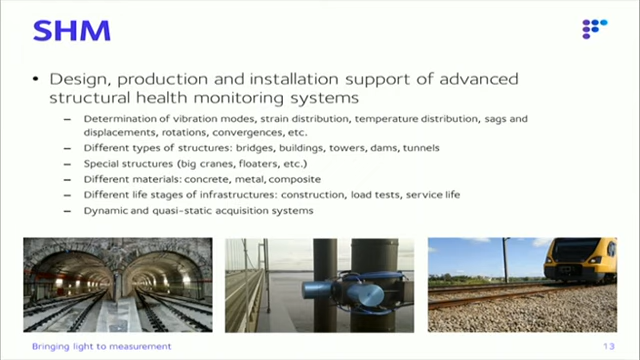 SHM
• Design, production and installation support of advanced
structural health monitoring systems
– Determination of vibration modes, strain distribution, temperature distribution, sags and
displacements, rotations, convergences, etc.
– Different types of structures: bridges, buildings, towers, dams, tunnels
– Special structures (big cranes, floaters, etc.)
– Different materials: concrete, metal, composite
– Different life stages of infrastructures: construction, load tests, service life
– Dynamic and quasi-static acquisition systems
Bringing light to measurement
13